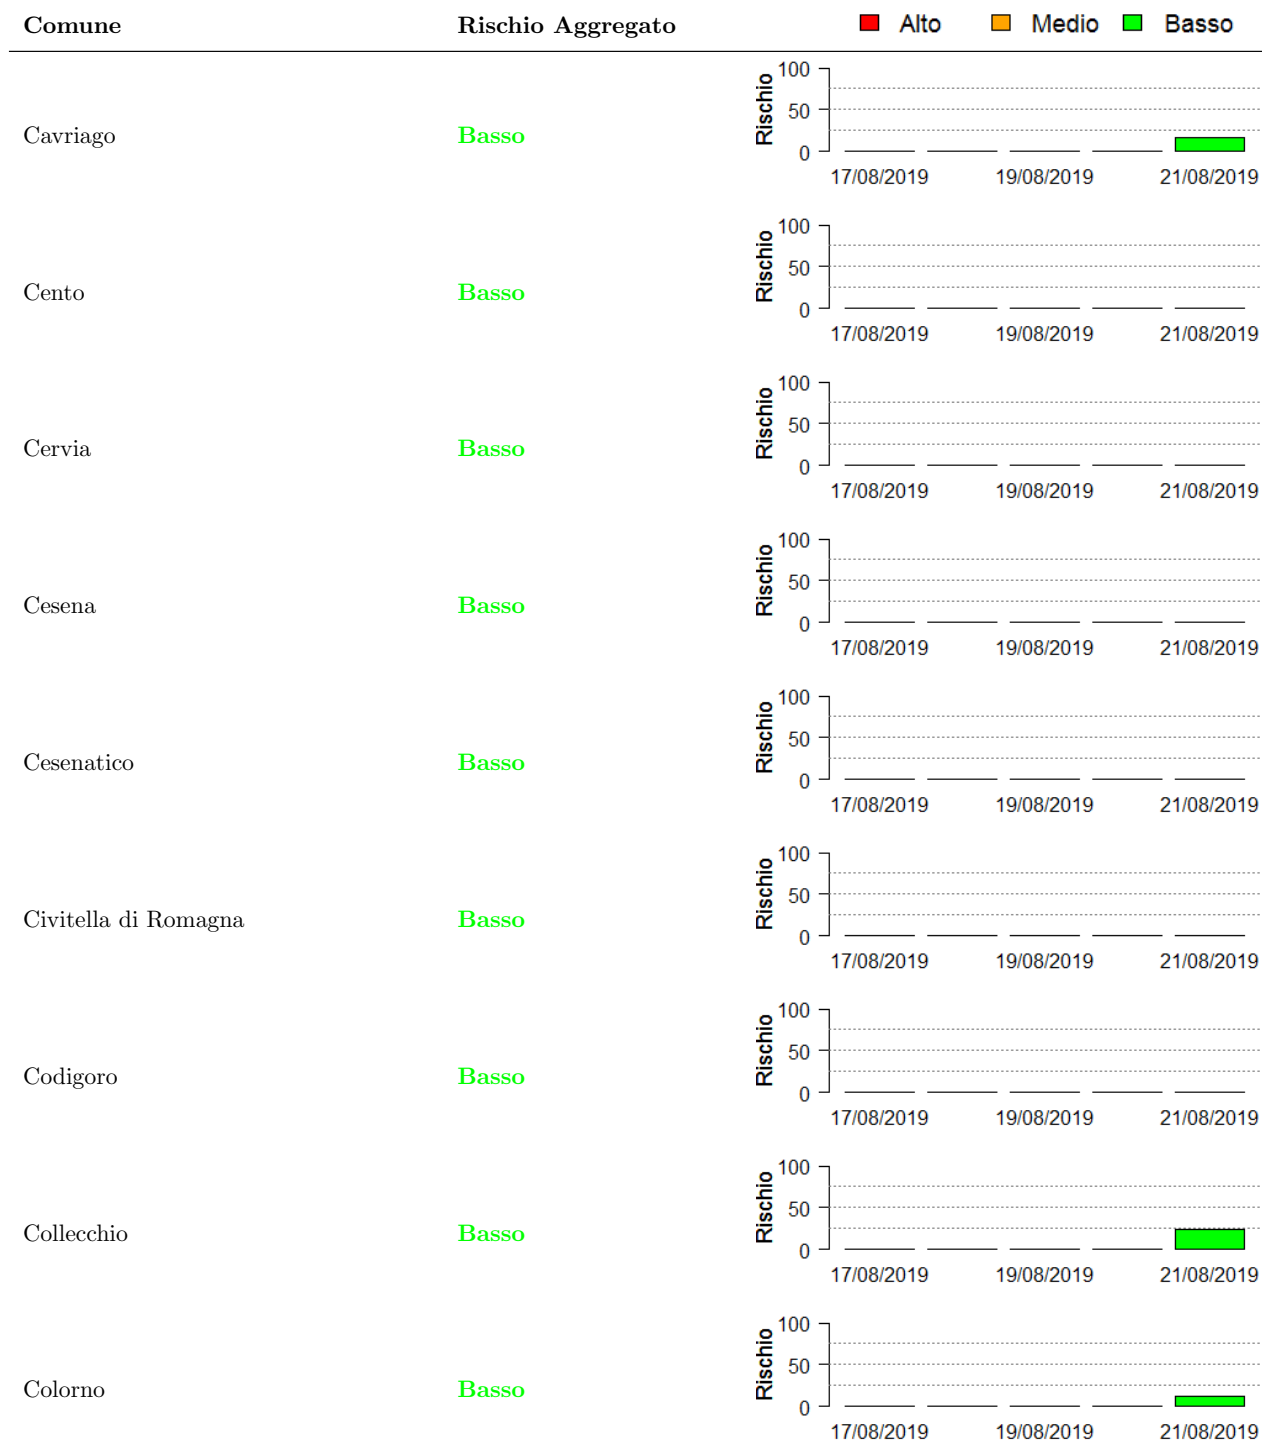 Comune Rischio Aggregato Alto Medio Basso
100
50
0
Rischio
Cavriago Basso
17/08/2019 19/08/2019 21/08/2019
100
50
0
Rischio
Cento Basso
17/08/2019 19/08/2019 21/08/2019
100
50
0
Rischio
Cervia Basso
17/08/2019 19/08/2019 21/08/2019
100
50
0
Rischio
Cesena Basso
17/08/2019 19/08/2019 21/08/2019
100
50
0
Rischio
Cesenatico Basso
17/08/2019 19/08/2019 21/08/2019
100
50
0
Rischio
Civitella di Romagna Basso
17/08/2019 19/08/2019 21/08/2019
100
50
0
Rischio
Codigoro Basso
17/08/2019 19/08/2019 21/08/2019
100
50
0
Rischio
Collecchio Basso
17/08/2019 19/08/2019 21/08/2019
100
50
0
Rischio
Colorno Basso
17/08/2019 19/08/2019 21/08/2019